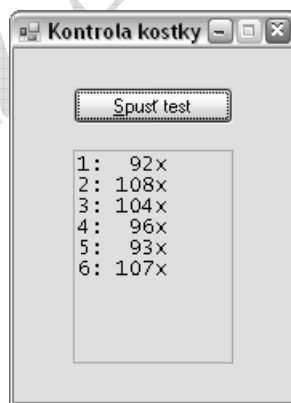 Kontrola kostky
Spusť test
1:  92x
2: 108x
3: 104x
4:  96x
5:  93x
6: 107x